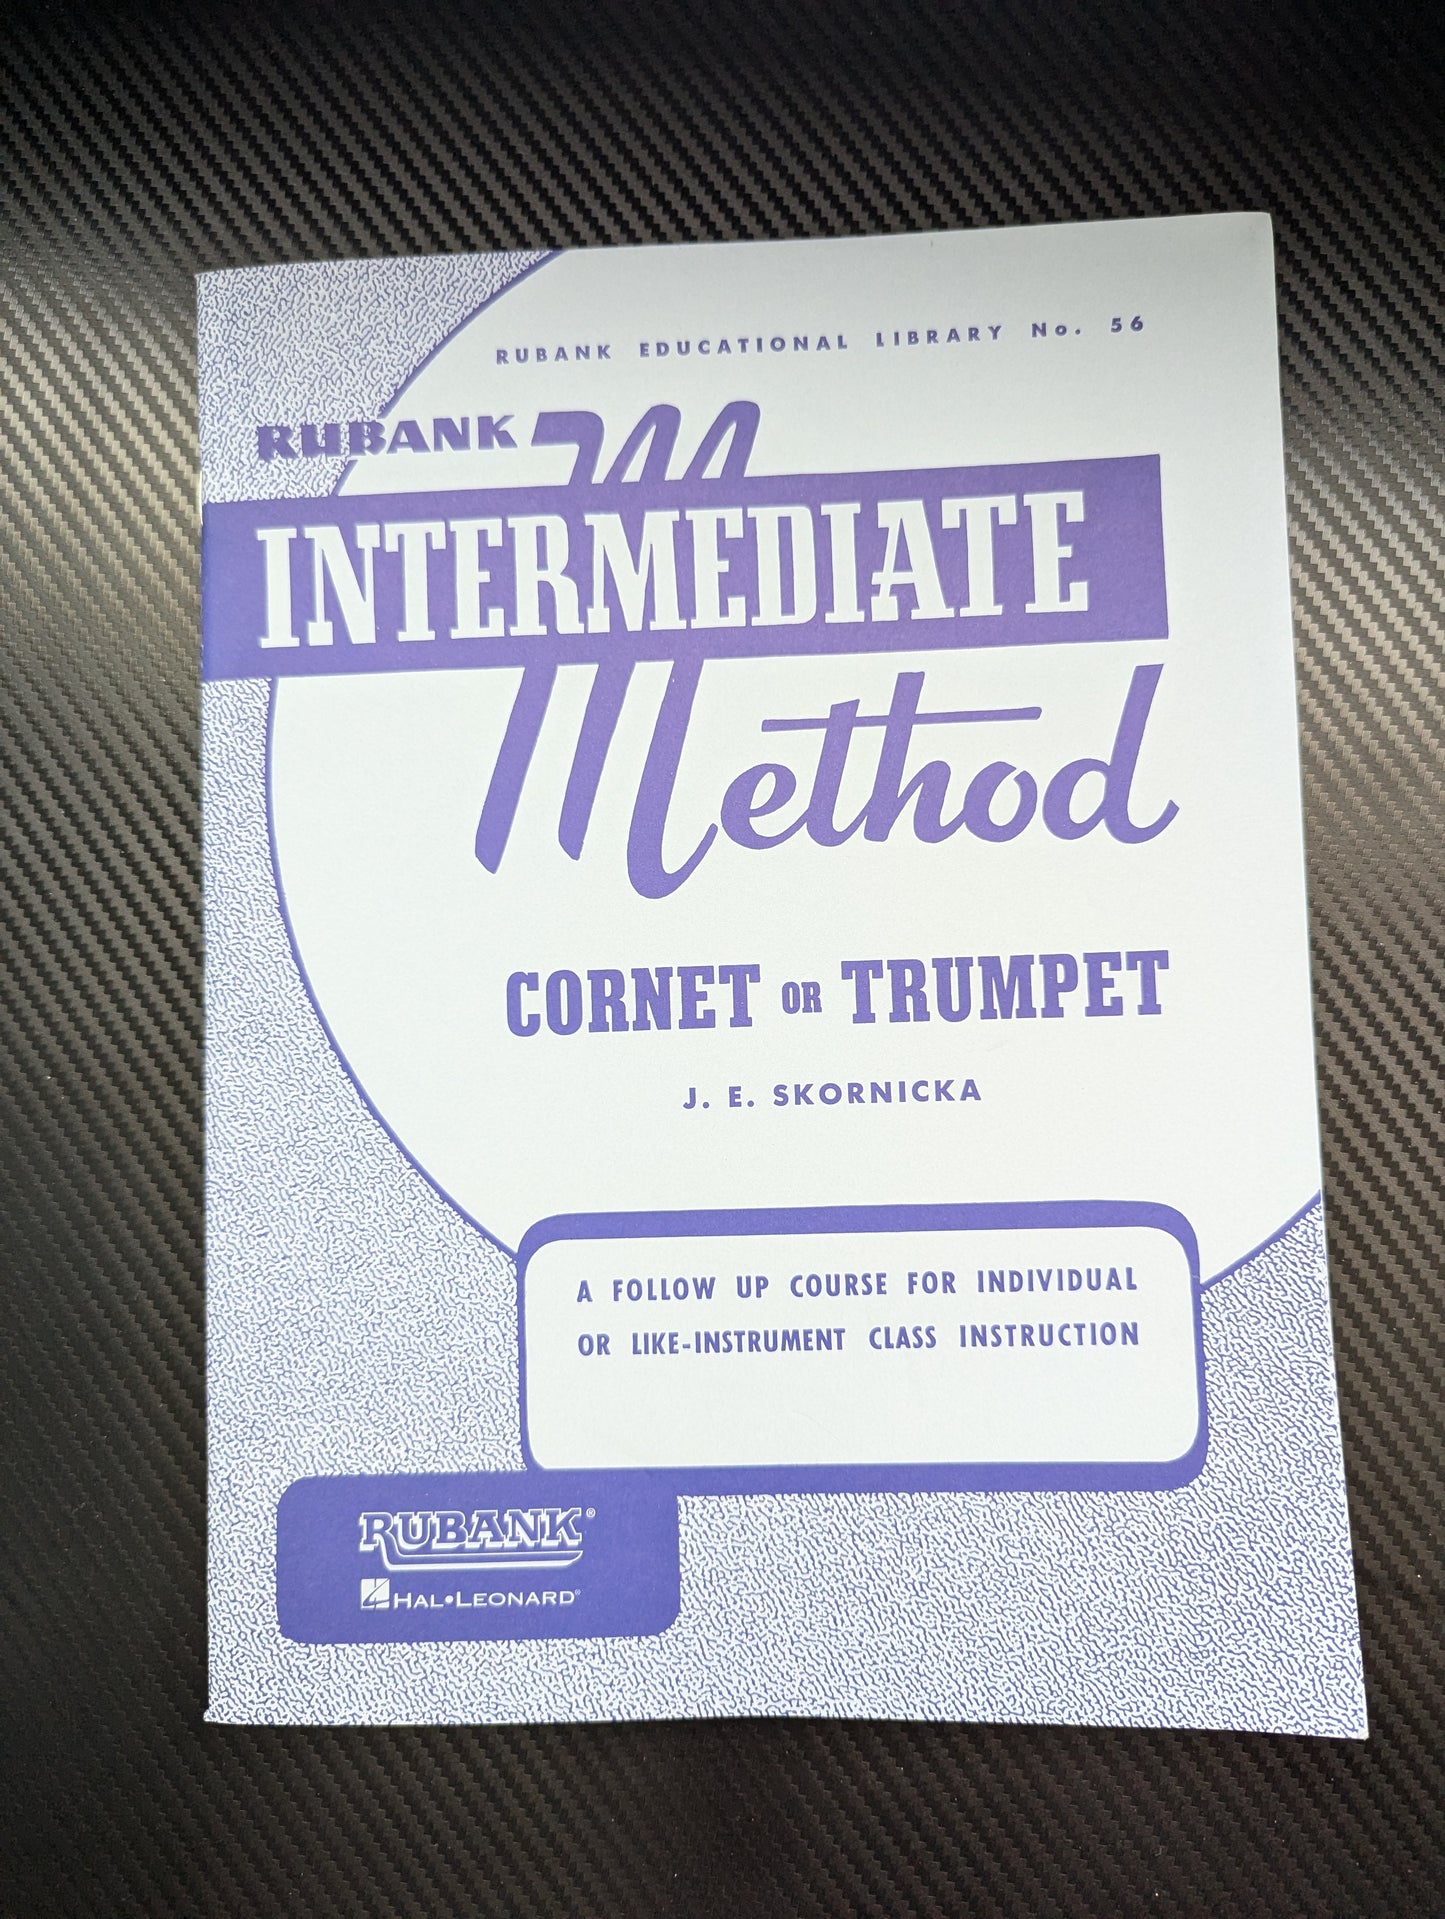 RUBANK EDUCATIONAL LIBRARY No. 56
RUBANK
INTERMEDIATE
Method
CORNET OR TRUMPET
J. E. SKORNICKA
A FOLLOW UP COURSE FOR INDIVIDUAL
OR LIKE-INSTRUMENT CLASS INSTRUCTION
RUBANK®
HAL•LEONARD®